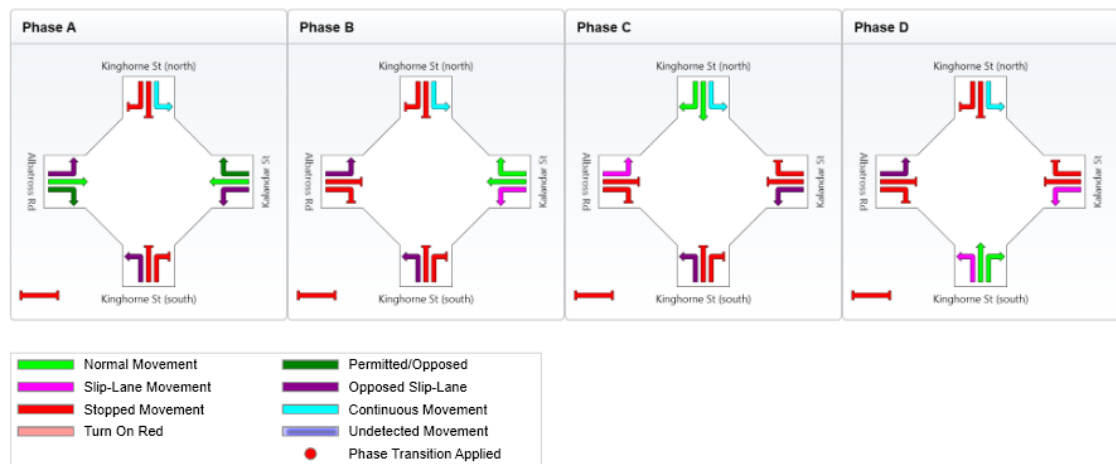 Phase A
Phase B
Phase C
Phase D
Kinghorne St (north)
Kinghorne St (north)
Kinghorne St (north)
Kinghorne St (north)
Albatross Rd
Kalandar St
Albatross Rd
Kalandar St
Albatross Rd
Kalandar St
Albatross Rd
Kalandar St
Kinghorne St (south)
Kinghorne St (south)
Kinghorne St (south)
Kinghorne St (south)
Normal Movement
Permitted/Opposed
Slip-Lane Movement
Opposed Slip-Lane
Stopped Movement
Continuous Movement
Turn On Red
Undetected Movement
Phase Transition Applied